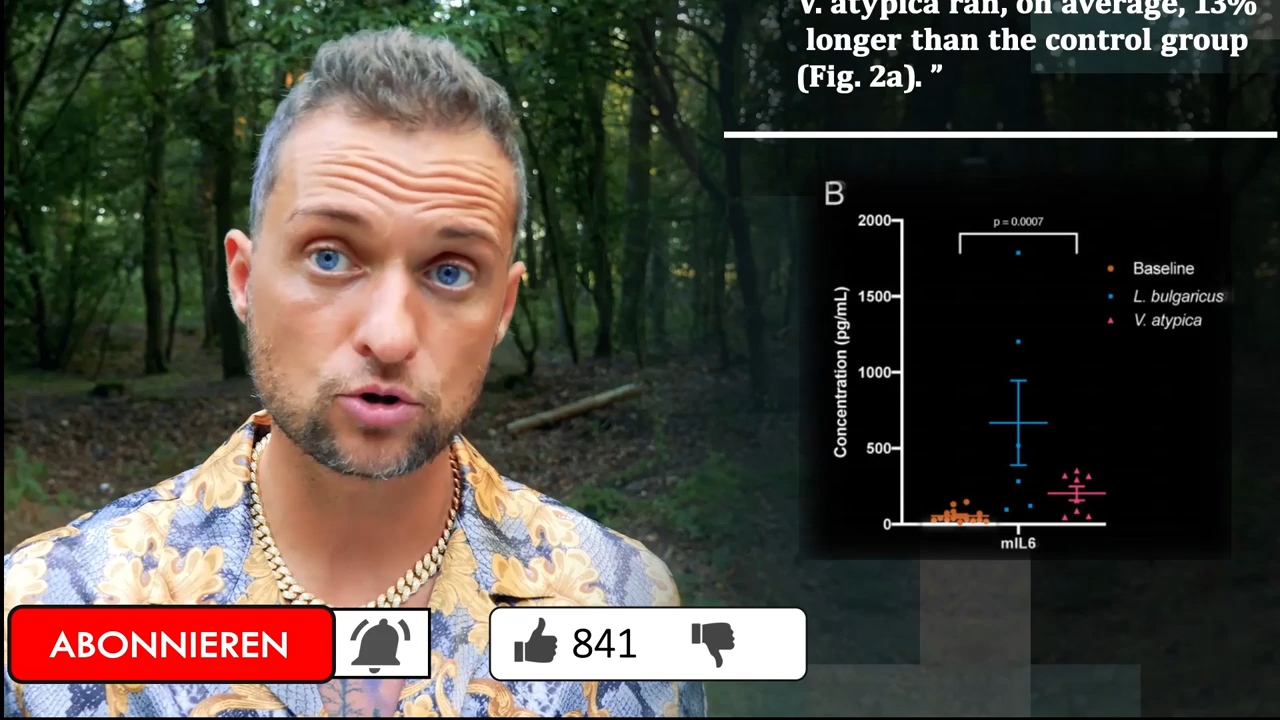 V. atypica ran, on average, 13%
longer than the control group
(Fig. 2a). ”
B
2000
p = 0.0007
Baseline
1500
L. bulgaricus
V. atypica
Concentration (pg/mL)
1000
500
0
mIL6
ABONNIEREN
841